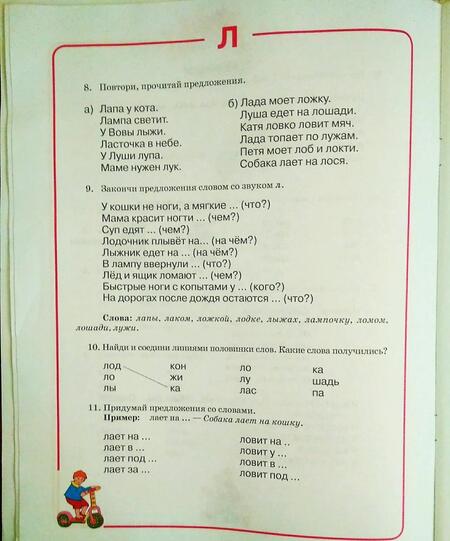 Л
8. Повтори, прочитай предложения.
а) Лапа у кота.
Лампа светит.
У Вовы лыжи.
Ласточка в небе.
У Луши лупа.
Маме нужен лук.
б) Лада моет ложку.
Луша едет на лошади.
Катя ловко ловит мяч.
Лада топает по лужам.
Петя моет лоб и локти.
Собака лает на лося.
9. Закончи предложения словом со звуком л.
У кошки не ноги, а мягкие ... (что?)
Мама красит ногти ... (чем?)
Суп едят ... (чем?)
Лодочник плывёт на... (на чём?)
Лыжник едет на ... (на чём?)
В лампу ввернули ... (что?)
Лёд и ящик ломают ... (чем?)
Быстрые ноги с копытами у ... (кого?)
На дорогах после дождя остаются ... (что?)
Слова: лапы, лаком, ложкой, лодке, лыжах, лампочку, ломом,
лошади, лужи.
10. Найди и соедини линиями половинки слов. Какие слова получились?
лод кон ло ка
ло жи лу шадь
лы ка лас па
11. Придумай предложения со словами.
Пример: лает на ... — Собака лает на кошку.
лает на ...
лает в ...
лает под ...
лает за ...
ловит на ..
ловит у ...
ловит в ...
ловит под ...